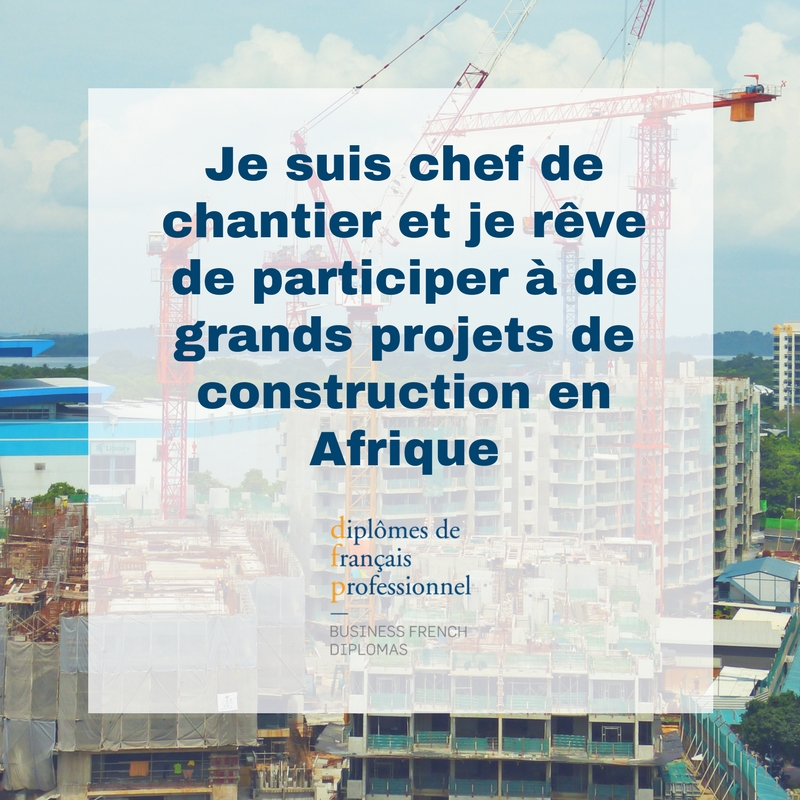 Je suis chef de
chantier et je rêve
de participer à de
grands projets de
construction en
Afrique
diplômes de
français
professionnel
BUSINESS FRENCH
DIPLOMAS